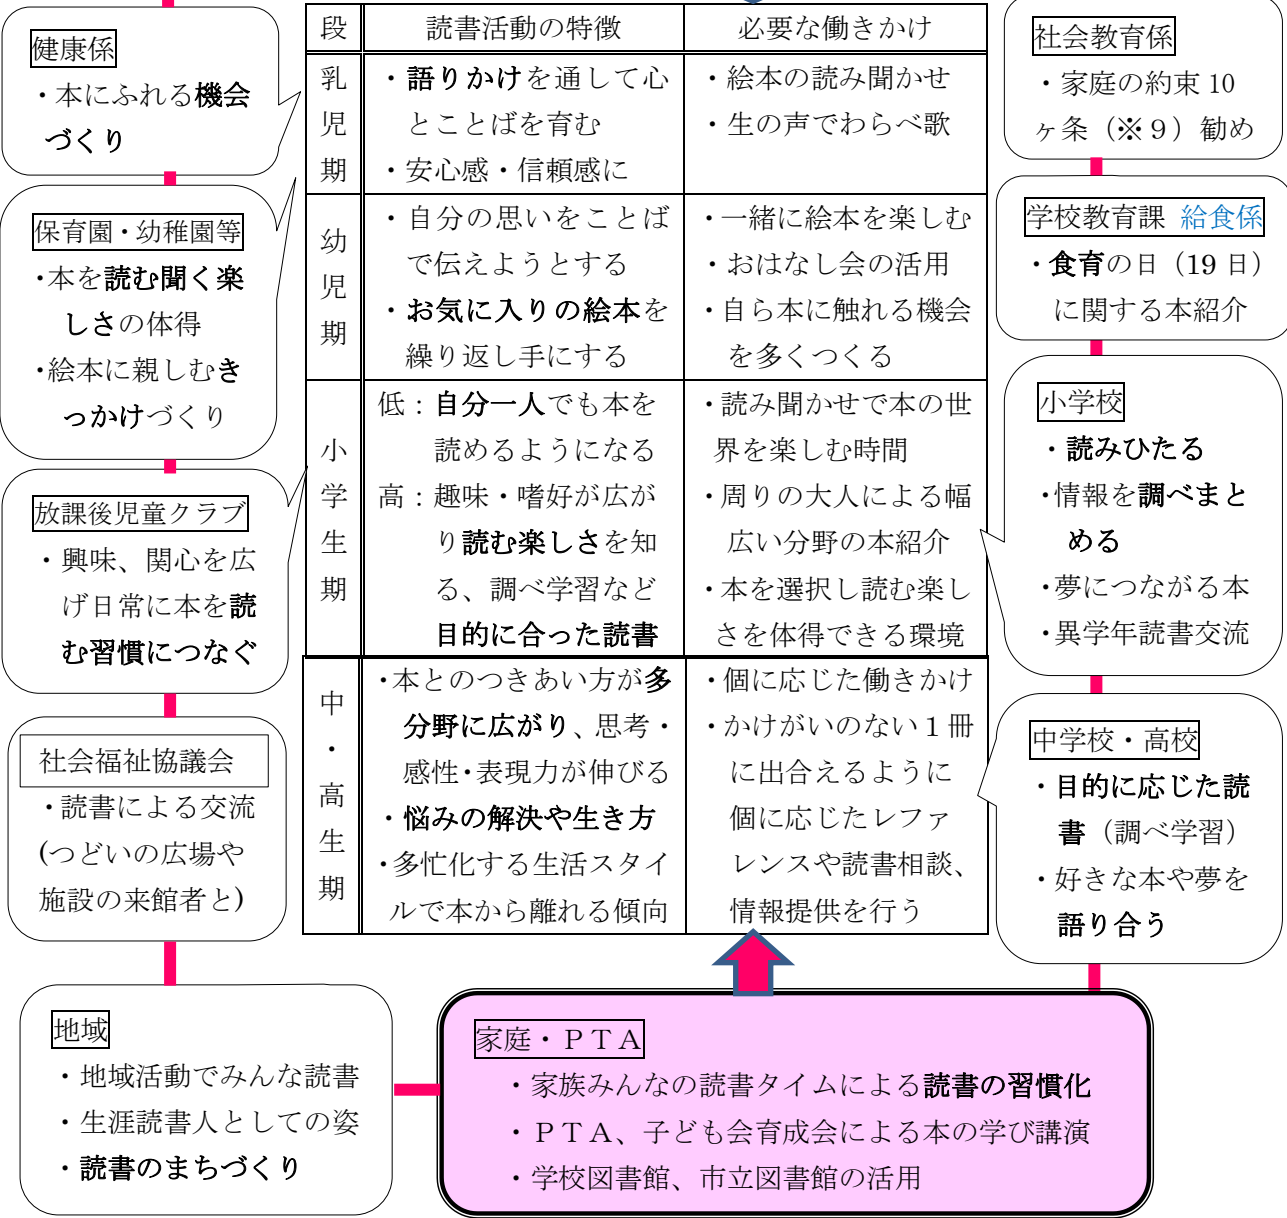 健康係
・本にふれる機会
づくり
保育園・幼稚園等
・本を読む聞く楽
しさの体得
・絵本に親しむき
っかけづくり
放課後児童クラブ
・興味、関心を広
げ日常に本を読
む習慣につなぐ
社会福祉協議会
・読書による交流
(つどいの広場や
施設の来館者と)
段
読書活動の特徴
必要な働きかけ
乳
児
期
・語りかけを通して心
とことばを育む
・安心感・信頼感に
・絵本の読み聞かせ
・生の声でわらべ歌
幼
児
期
・自分の思いをことば
で伝えようとする
・お気に入りの絵本を
繰り返し手にする
・一緒に絵本を楽しむ
・おはなし会の活用
・自ら本に触れる機会
を多くつくる
小
学
生
期
低：自分一人でも本を
読めるようになる
高：趣味・嗜好が広が
り読む楽しさを知
る、調べ学習など
目的に合った読書
・読み聞かせで本の世
界を楽しむ時間
・周りの大人による幅
広い分野の本紹介
・本を選択し読む楽し
さを体得できる環境
中
・
高
生
期
・本とのつきあい方が多
分野に広がり、思考・
感性・表現力が伸びる
・悩みの解決や生き方
・多忙化する生活スタイ
ルで本から離れる傾向
・個に応じた働きかけ
・かけがいのない１冊
に出合えるように
個に応じたレファ
レンスや読書相談、
情報提供を行う
社会教育係
・家庭の約束 10
ヶ条（※９）勧め
学校教育課 給食係
・食育の日（19 日）
に関する本紹介
小学校
・読みひたる
・情報を調べまと
める
・夢につながる本
・異学年読書交流
中学校・高校
・目的に応じた読
書（調べ学習）
・好きな本や夢を
語り合う
地域
・地域活動でみんな読書
・生涯読書人としての姿
・読書のまちづくり
家庭・ＰＴＡ
・家族みんなの読書タイムによる読書の習慣化
・ＰＴＡ、子ども会育成会による本の学び講演
・学校図書館、市立図書館の活用